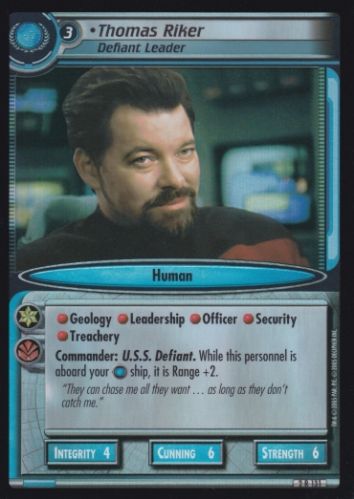 3 •Thomas Riker
Defiant Leader
Human
Geology Leadership Officer Security
Treachery
Commander: U.S.S. Defiant. While this personnel is
aboard your ship, it is Range +2.
"They can chase me all they want ... as long as they don't
catch me."
INTEGRITY 4 CUNNING 6 STRENGTH 6